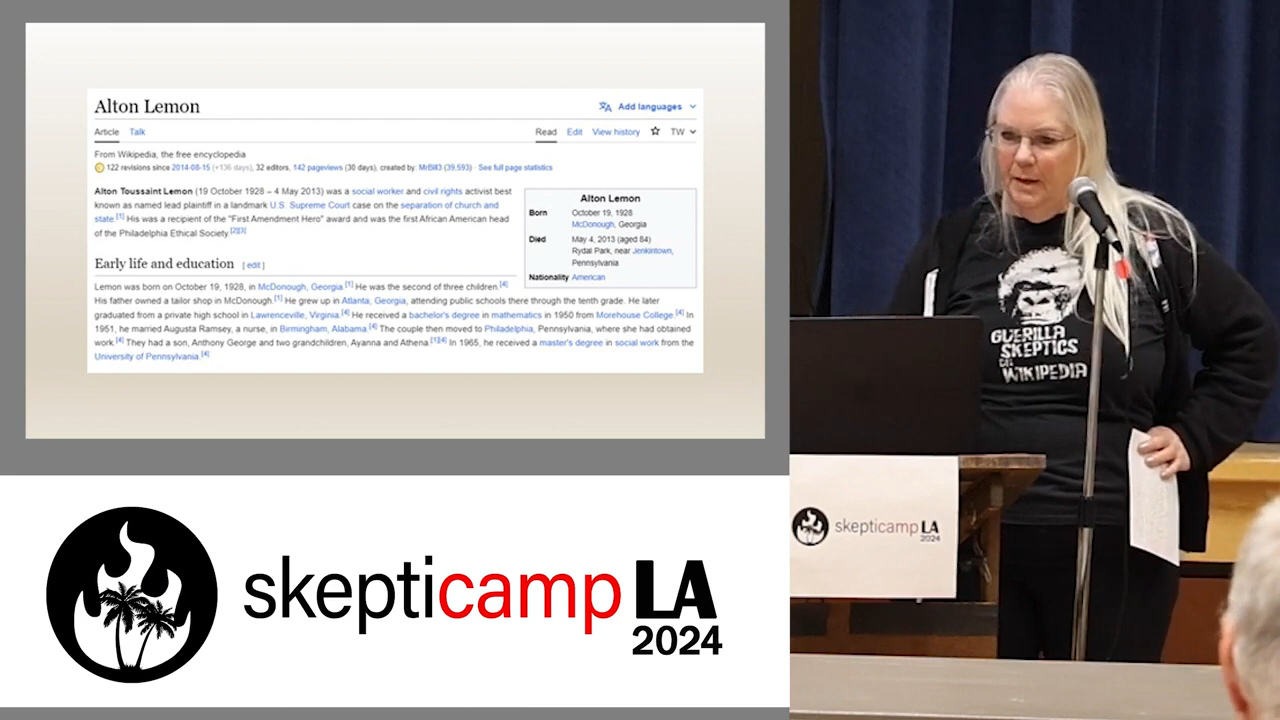 Alton Lemon
Add languages
Article Talk
Read Edit View history TW
From Wikipedia, the free encyclopedia
122 revisions since 2014-08-15 (+136 days), 32 editors, 142 pageviews (30 days), created by: MrBill3 (39,593) · See full page statistics
Alton Toussaint Lemon (19 October 1928 – 4 May 2013) was a social worker and civil rights activist best
known as named lead plaintiff in a landmark U.S. Supreme Court case on the separation of church and
state.[1] His was a recipient of the "First Amendment Hero" award and was the first African American head
of the Philadelphia Ethical Society.[2][3]
Alton Lemon
Born October 19, 1928
McDonough, Georgia
Died May 4, 2013 (aged 84)
Rydal Park, near Jenkintown,
Pennsylvania
Nationality American
Early life and education [ edit ]
Lemon was born on October 19, 1928, in McDonough, Georgia.[1] He was the second of three children.[4]
His father owned a tailor shop in McDonough.[1] He grew up in Atlanta, Georgia, attending public schools there through the tenth grade. He later
graduated from a private high school in Lawrenceville, Virginia.[4] He received a bachelor's degree in mathematics in 1950 from Morehouse College.[4] In
1951, he married Augusta Ramsey, a nurse, in Birmingham, Alabama.[4] The couple then moved to Philadelphia, Pennsylvania, where she had obtained
work.[4] They had a son, Anthony George and two grandchildren, Ayanna and Athena.[1][4] In 1965, he received a master's degree in social work from the
University of Pennsylvania.[4]
skepticamp LA
2024
GUERILLA
SKEPTICS
ON
WIKIPEDIA
skepticamp LA
2024